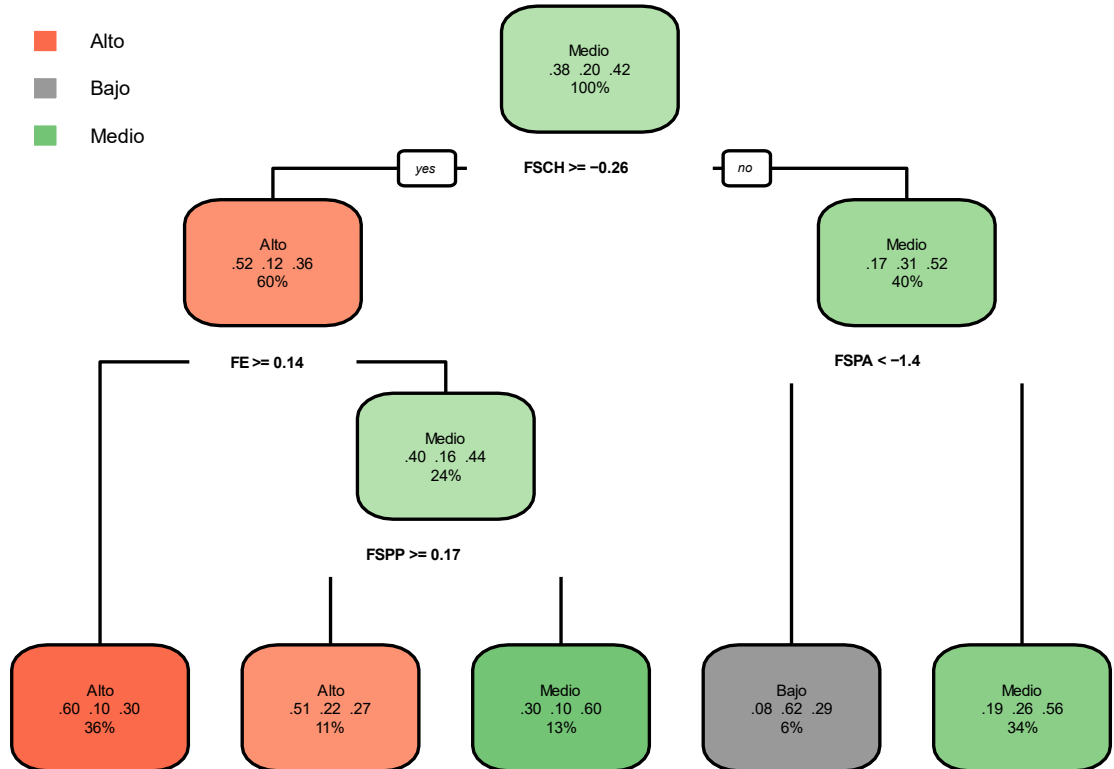 Alto
Bajo
Medio
Medio
.38 .20 .42
100%
yes
FSCH >= −0.26
no
Alto
.52 .12 .36
60%
Medio
.17 .31 .52
40%
FE >= 0.14
FSPA < −1.4
Medio
.40 .16 .44
24%
FSPP >= 0.17
Alto
.60 .10 .30
36%
Alto
.51 .22 .27
11%
Medio
.30 .10 .60
13%
Bajo
.08 .62 .29
6%
Medio
.19 .26 .56
34%